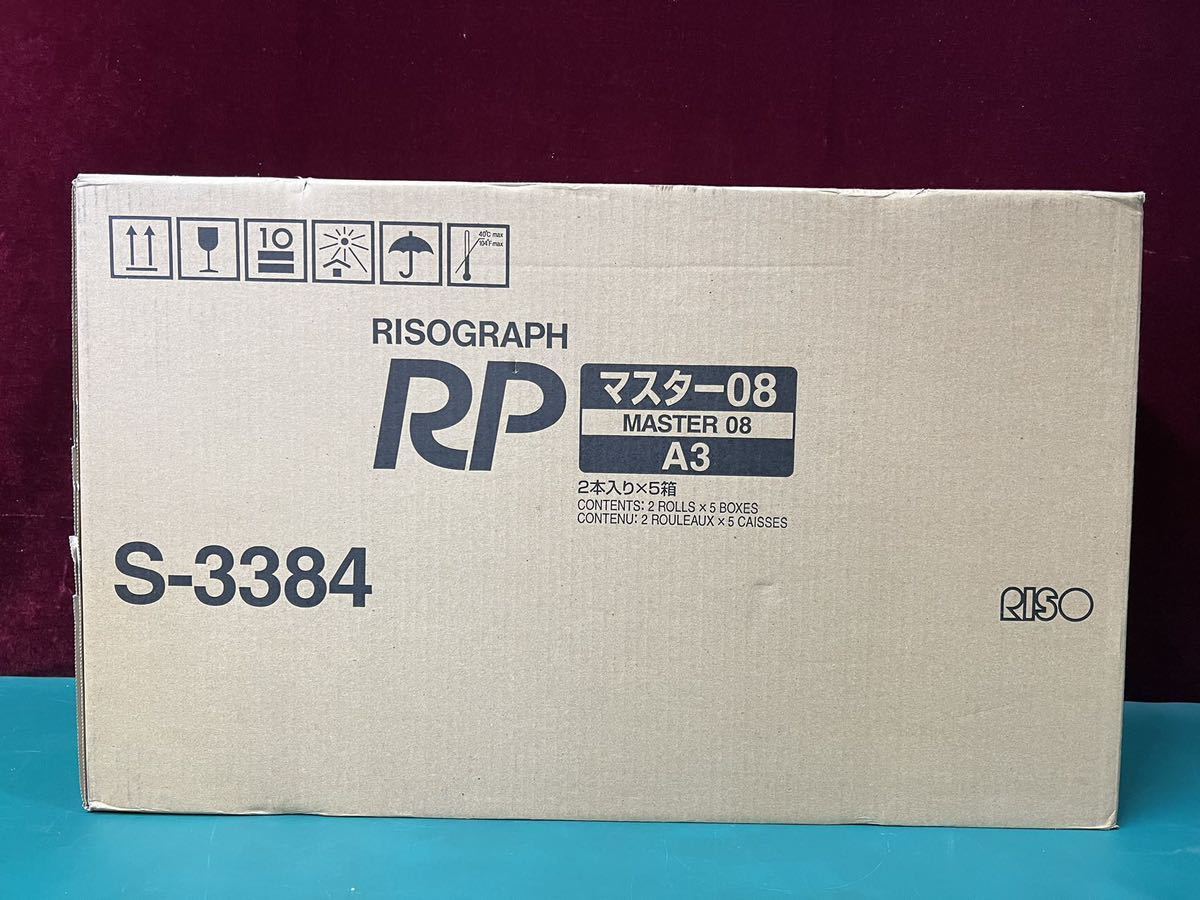 10
40℃ max
104°F max
RISOGRAPH
RP
マスター08
MASTER 08
A3
2本入り×5箱
CONTENTS: 2 ROLLS × 5 BOXES
CONTENU: 2 ROULEAUX × 5 CAISSES
S-3384
RISO